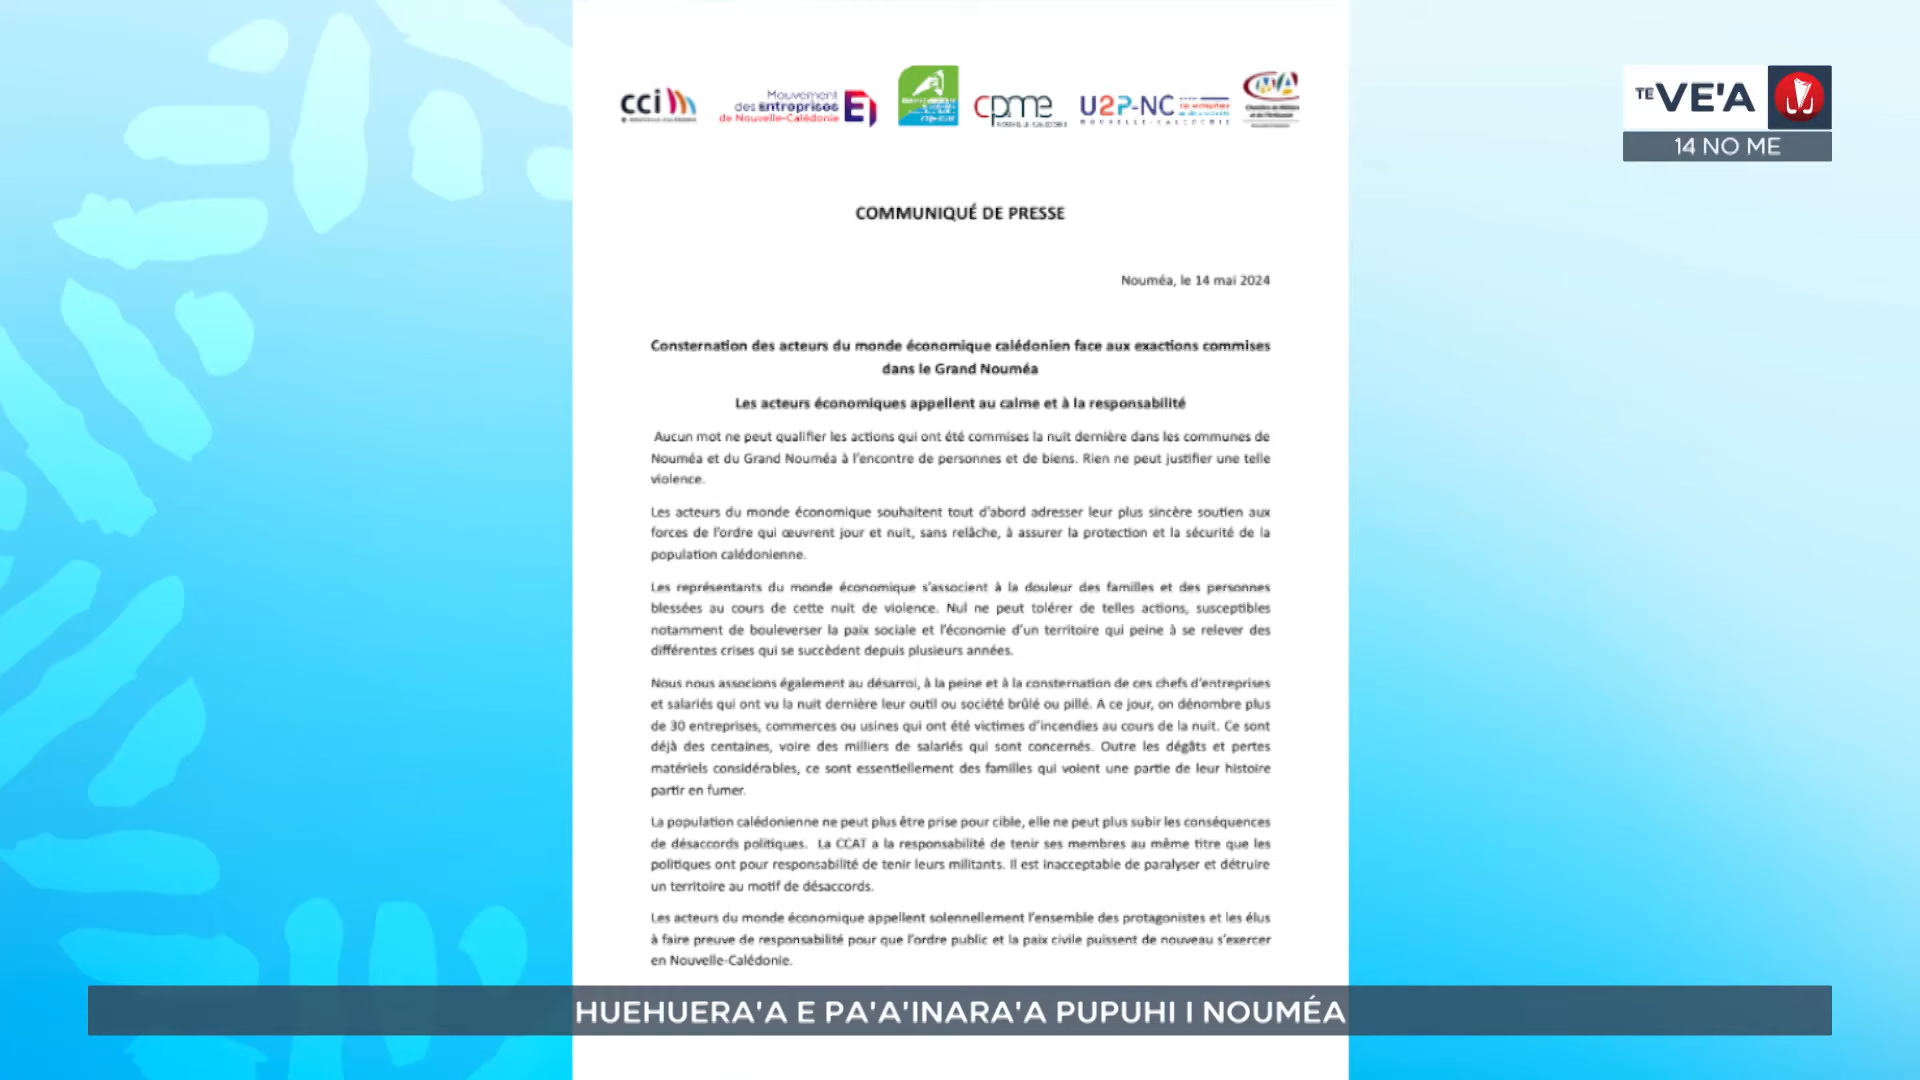 cci
Mouvement
des Entreprises
de Nouvelle-Calédonie
cpme
NOUVELLE-CALÉDONIE
U2P-NC
NOUVELLE-CALÉDONIE
CMA
TE VE'A
14 NO ME
COMMUNIQUÉ DE PRESSE
Nouméa, le 14 mai 2024
Consternation des acteurs du monde économique calédonien face aux exactions commises
dans le Grand Nouméa
Les acteurs économiques appellent au calme et à la responsabilité
Aucun mot ne peut qualifier les actions qui ont été commises la nuit dernière dans les communes de
Nouméa et du Grand Nouméa à l'encontre de personnes et de biens. Rien ne peut justifier une telle
violence.
Les acteurs du monde économique souhaitent tout d'abord adresser leur plus sincère soutien aux
forces de l'ordre qui œuvrent jour et nuit, sans relâche, à assurer la protection et la sécurité de la
population calédonienne.
Les représentants du monde économique s'associent à la douleur des familles et des personnes
blessées au cours de cette nuit de violence. Nul ne peut tolérer de telles actions, susceptibles
notamment de bouleverser la paix sociale et l'économie d'un territoire qui peine à se relever des
différentes crises qui se succèdent depuis plusieurs années.
Nous nous associons également au désarroi, à la peine et à la consternation de ces chefs d'entreprises
et salariés qui ont vu la nuit dernière leur outil ou société brûlé ou pillé. A ce jour, on dénombre plus
de 30 entreprises, commerces ou usines qui ont été victimes d'incendies au cours de la nuit. Ce sont
déjà des centaines, voire des milliers de salariés qui sont concernés. Outre les dégâts et pertes
matériels considérables, ce sont essentiellement des familles qui voient une partie de leur histoire
partir en fumer.
La population calédonienne ne peut plus être prise pour cible, elle ne peut plus subir les conséquences
de désaccords politiques.  La CCAT a la responsabilité de tenir ses membres au même titre que les
politiques ont pour responsabilité de tenir leurs militants. Il est inacceptable de paralyser et détruire
un territoire au motif de désaccords.
Les acteurs du monde économique appellent solennellement l'ensemble des protagonistes et les élus
à faire preuve de responsabilité pour que l'ordre public et la paix civile puissent de nouveau s'exercer
en Nouvelle-Calédonie.
HUEHUERA'A E PA'A'INARA'A PUPUHI I NOUMÉA